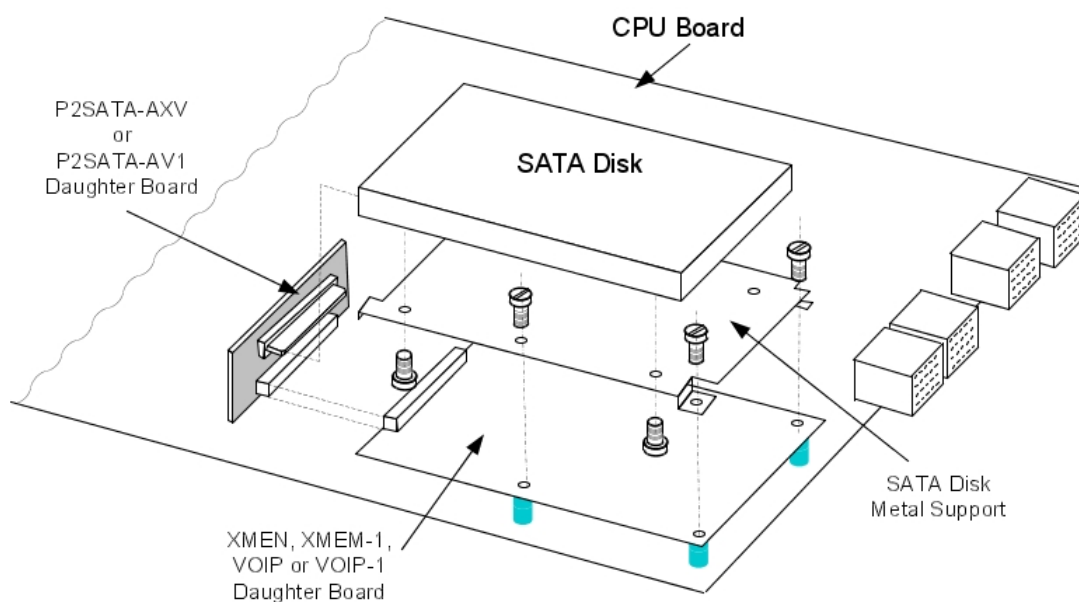 CPU Board
P2SATA-AXV
or
P2SATA-AV1
Daughter Board
SATA Disk
SATA Disk
Metal Support
XMEN, XMEM-1,
VOIP or VOIP-1
Daughter Board